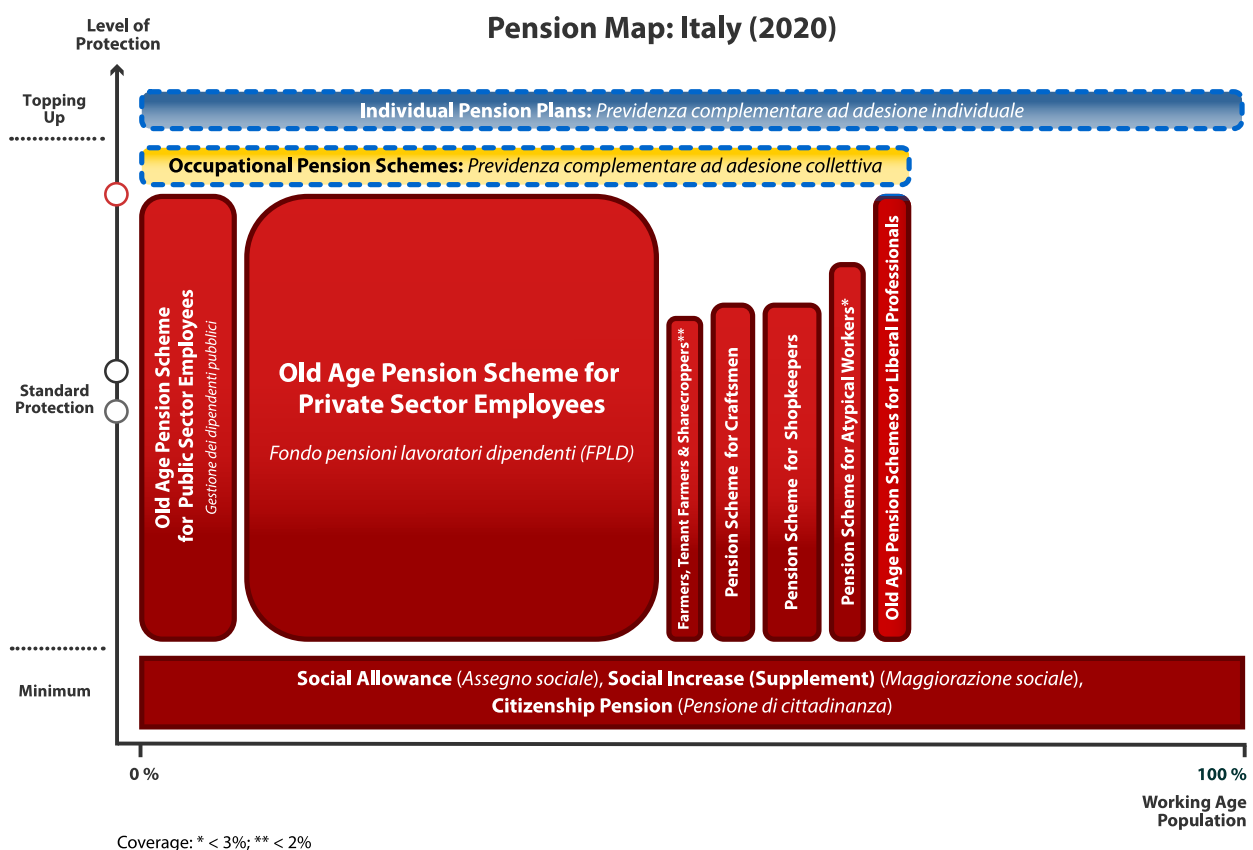 Pension Map: Italy (2020)
Level of
Protection
Topping
Up
Individual Pension Plans: Previdenza complementare ad adesione individuale
Occupational Pension Schemes: Previdenza complementare ad adesione collettiva
Standard
Protection
Old Age Pension Scheme
for Public Sector Employees
Gestione dei dipendenti pubblici
Old Age Pension Scheme for
Private Sector Employees
Fondo pensioni lavoratori dipendenti (FPLD)
Farmers, Tenant Farmers & Sharecroppers**
Pension Scheme for Craftsmen
Pension Scheme for Shopkeepers
Pension Scheme for Atypical Workers*
Old Age Pension Schemes for Liberal Professionals
Minimum
Social Allowance (Assegno sociale), Social Increase (Supplement) (Maggiorazione sociale),
Citizenship Pension (Pensione di cittadinanza)
0 %
100 %
Working Age
Population
Coverage: * < 3%; ** < 2%